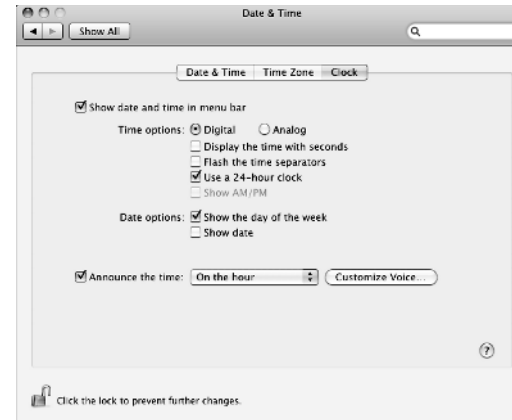 Date & Time
Show All
Date & Time Time Zone Clock
Show date and time in menu bar
Time options: Digital Analog
Display the time with seconds
Flash the time separators
Use a 24-hour clock
Show AM/PM
Date options: Show the day of the week
Show date
Announce the time: On the hour Customize Voice...
?
Click the lock to prevent further changes.